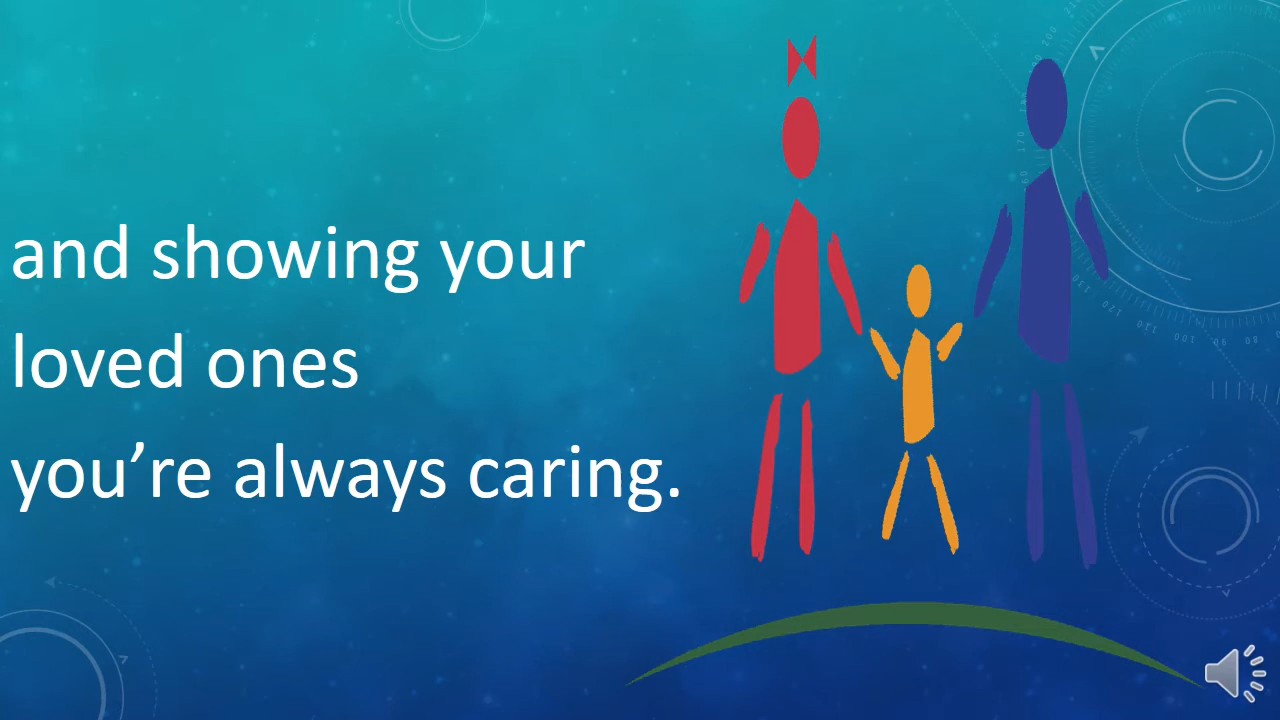 and showing your
loved ones
you’re always caring.